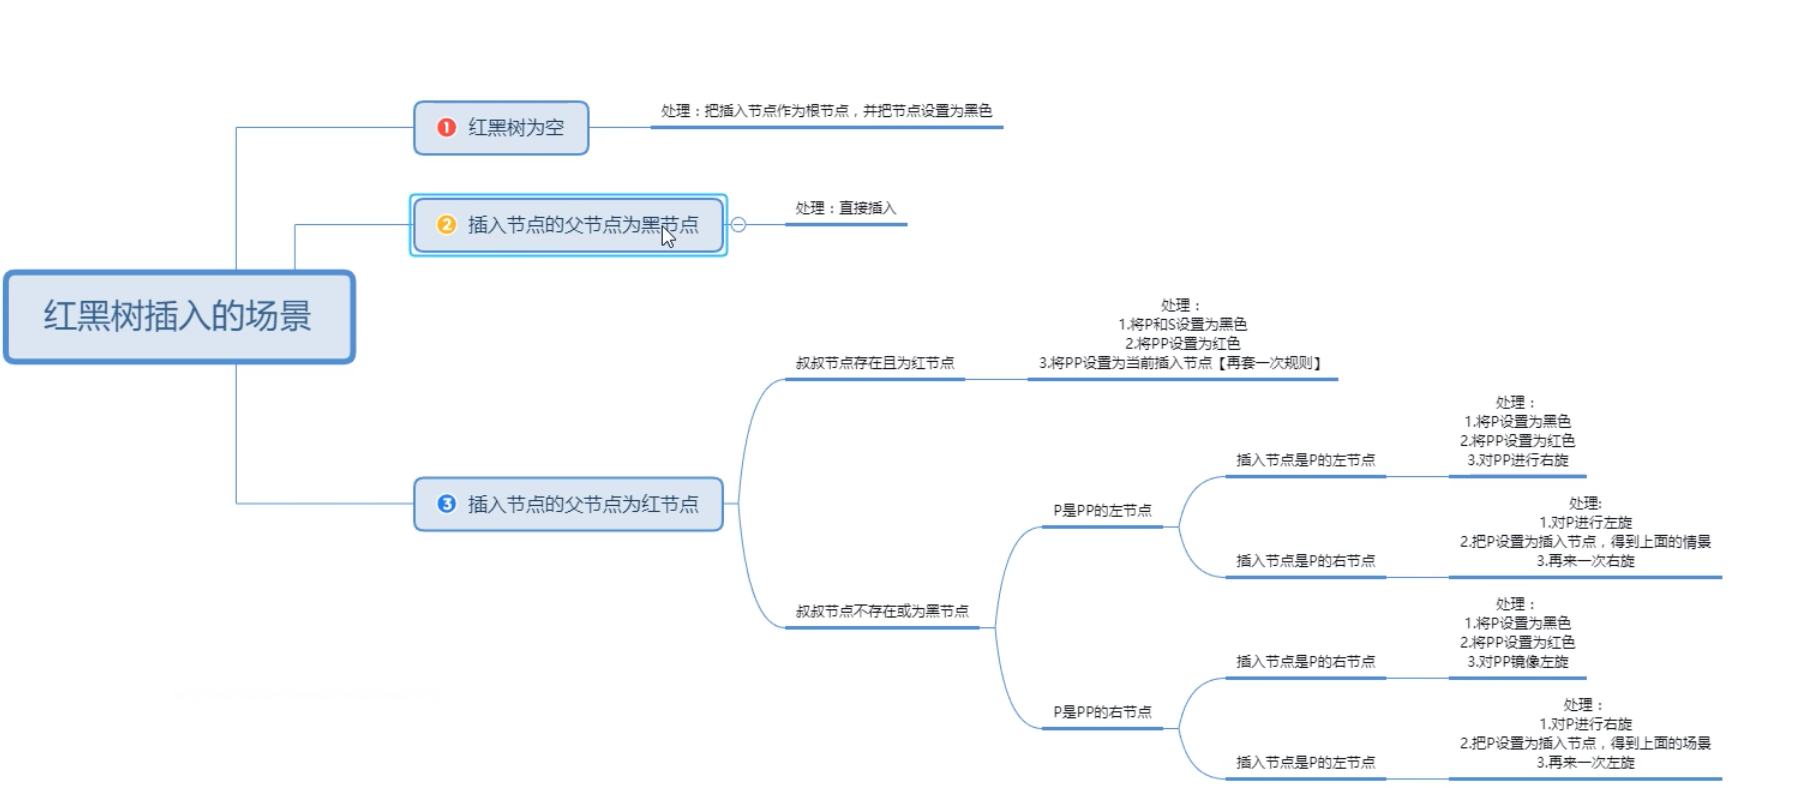 1 红黑树为空
处理：把插入节点作为根节点，并把节点设置为黑色
2 插入节点的父节点为黑节点
处理：直接插入
红黑树插入的场景
3 插入节点的父节点为红节点
叔叔节点存在且为红节点
处理：
1.将P和S设置为黑色
2.将PP设置为红色
3.将PP设置为当前插入节点【再套一次规则】
叔叔节点不存在或为黑节点
P是PP的左节点
插入节点是P的左节点
处理：
1.将P设置为黑色
2.将PP设置为红色
3.对PP进行右旋
插入节点是P的右节点
处理:
1.对P进行左旋
2.把P设置为插入节点，得到上面的情景
3.再来一次右旋
P是PP的右节点
插入节点是P的右节点
处理：
1.将P设置为黑色
2.将PP设置为红色
3.对PP镜像左旋
插入节点是P的左节点
处理：
1.对P进行右旋
2.把P设置为插入节点，得到上面的场景
3.再来一次左旋